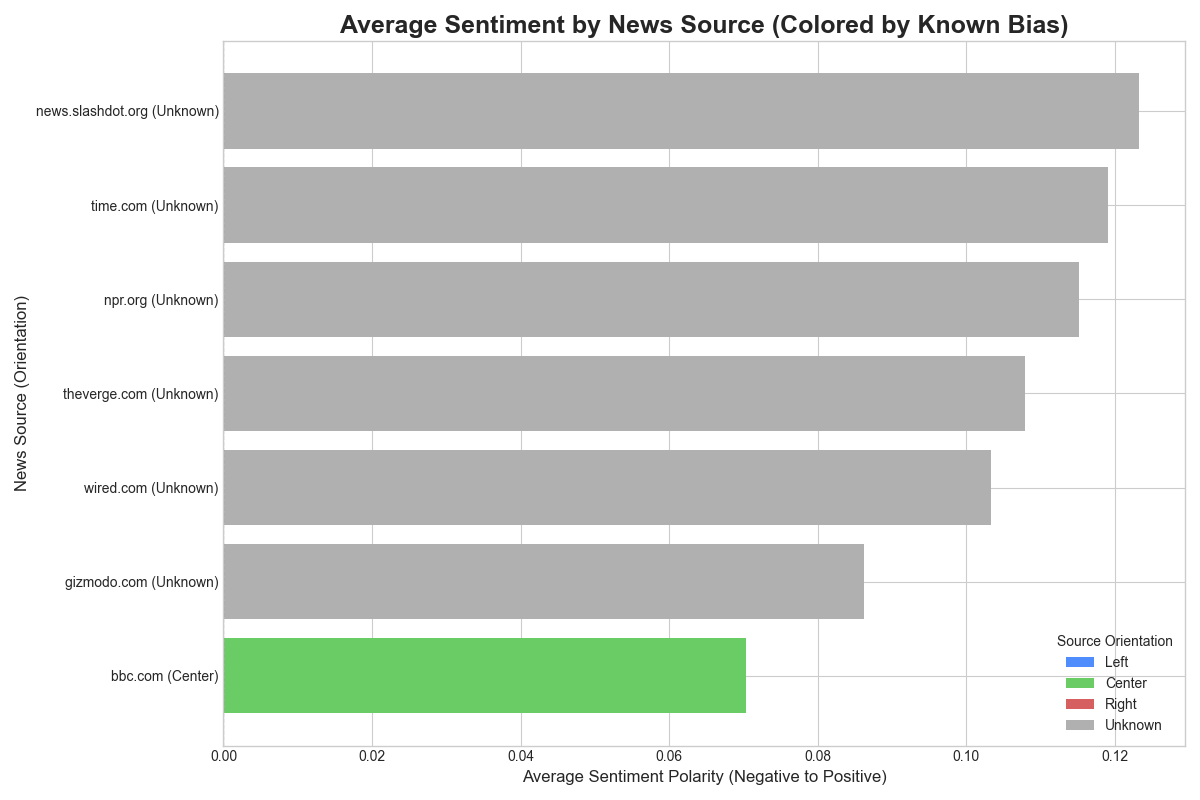 Average Sentiment by News Source (Colored by Known Bias)
News Source (Orientation)
news.slashdot.org (Unknown)
time.com (Unknown)
npr.org (Unknown)
theverge.com (Unknown)
wired.com (Unknown)
gizmodo.com (Unknown)
bbc.com (Center)
Source Orientation
Left
Center
Right
Unknown
0.00 0.02 0.04 0.06 0.08 0.10 0.12
Average Sentiment Polarity (Negative to Positive)